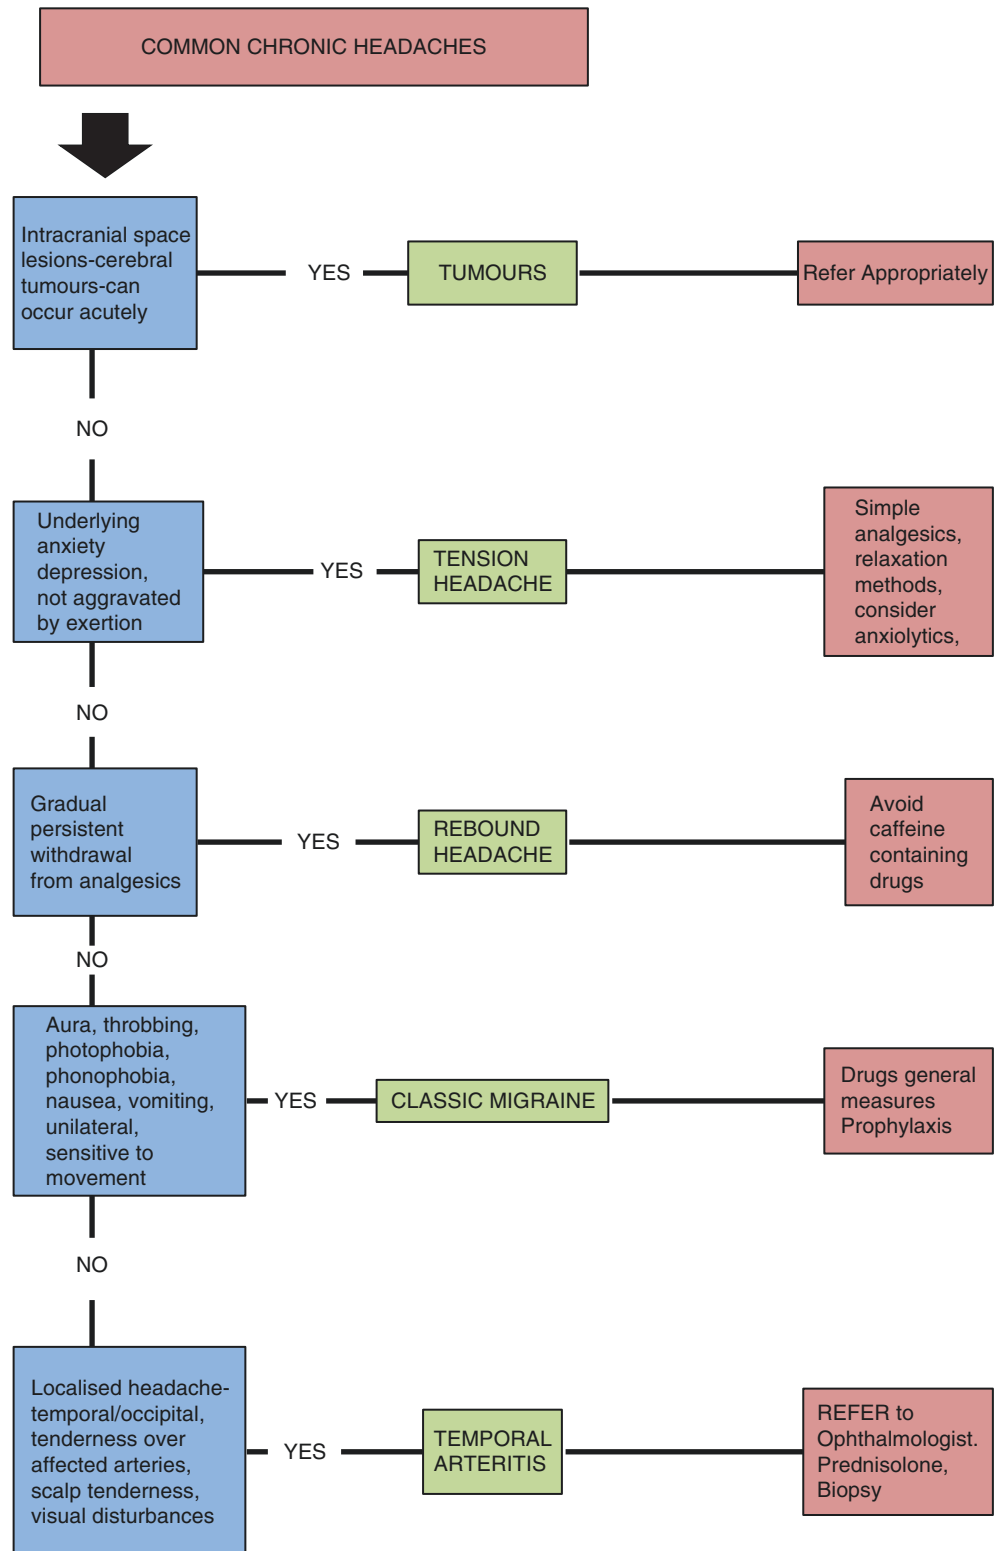 COMMON CHRONIC HEADACHES
Intracranial space
lesions-cerebral
tumours-can
occur acutely
YES
TUMOURS
Refer Appropriately
NO
Underlying
anxiety
depression,
not aggravated
by exertion
YES
TENSION
HEADACHE
Simple
analgesics,
relaxation
methods,
consider
anxiolytics,
NO
Gradual
persistent
withdrawal
from analgesics
YES
REBOUND
HEADACHE
Avoid
caffeine
containing
drugs
NO
Aura, throbbing,
photophobia,
phonophobia,
nausea, vomiting,
unilateral,
sensitive to
movement
YES
CLASSIC MIGRAINE
Drugs general
measures
Prophylaxis
NO
Localised headache-
temporal/occipital,
tenderness over
affected arteries,
scalp tenderness,
visual disturbances
YES
TEMPORAL
ARTERITIS
REFER to
Ophthalmologist.
Prednisolone,
Biopsy